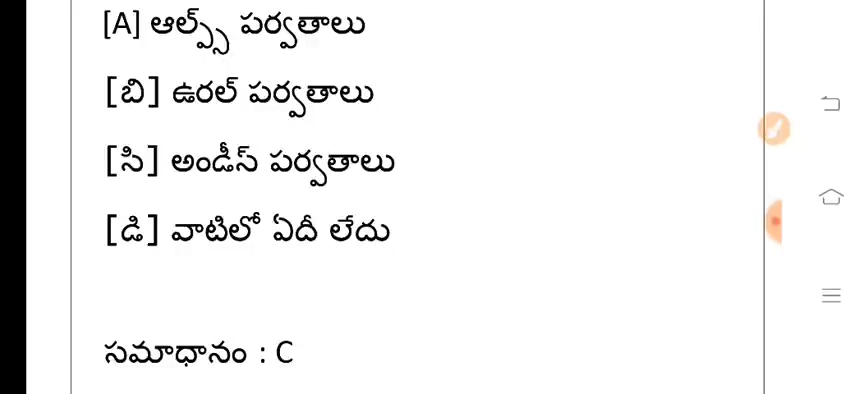 [A] ఆల్ప్స్ పర్వతాలు
[బి] ఉరల్ పర్వతాలు
[సి] అండీస్ పర్వతాలు
[డి] వాటిలో ఏదీ లేదు
సమాధానం : C